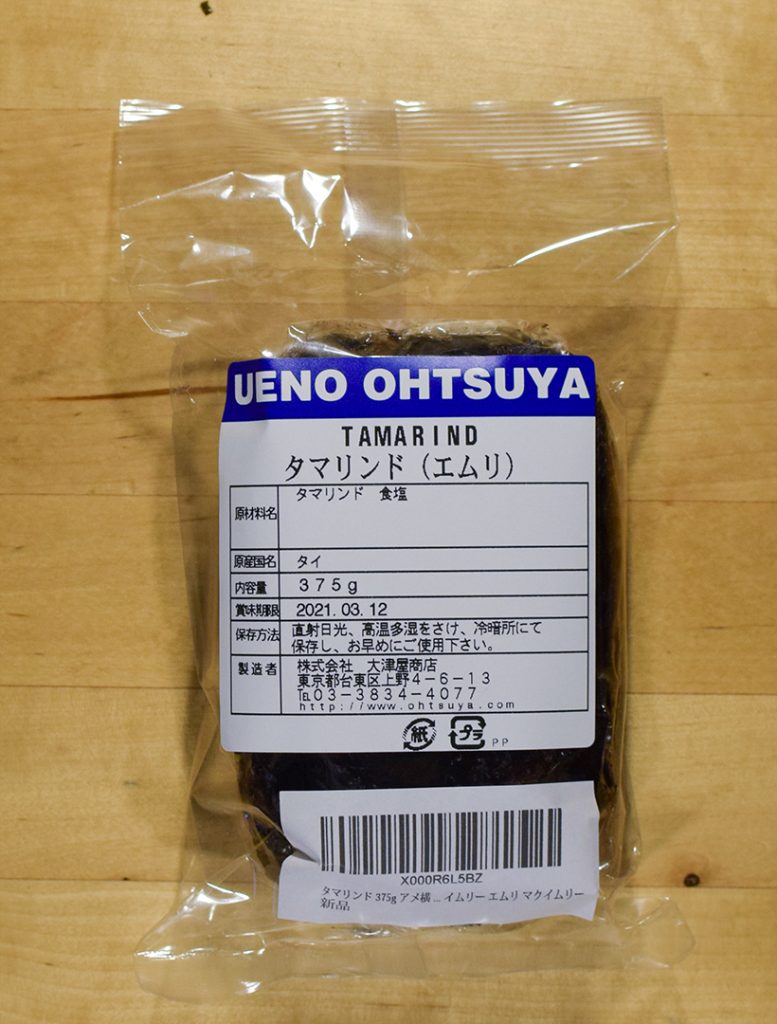 UENO OHTSUYA
TAMARIND
タマリンド（エムリ）
原材料名 タマリンド 食塩
原産国名 タイ
内容量 375g
賞味期限 2021.03.12
保存方法 直射日光、高温多湿をさけ、冷暗所にて
保存し、お早めにご使用下さい。
製造者 株式会社 大津屋商店
東京都台東区上野4-6-13
℡03-3834-4077
http://www.ohtsuya.com
紙 プラ PP
X000R6L5BZ
タマリンド 375g アメ横 ... イムリー エムリ マクイムリー
新品